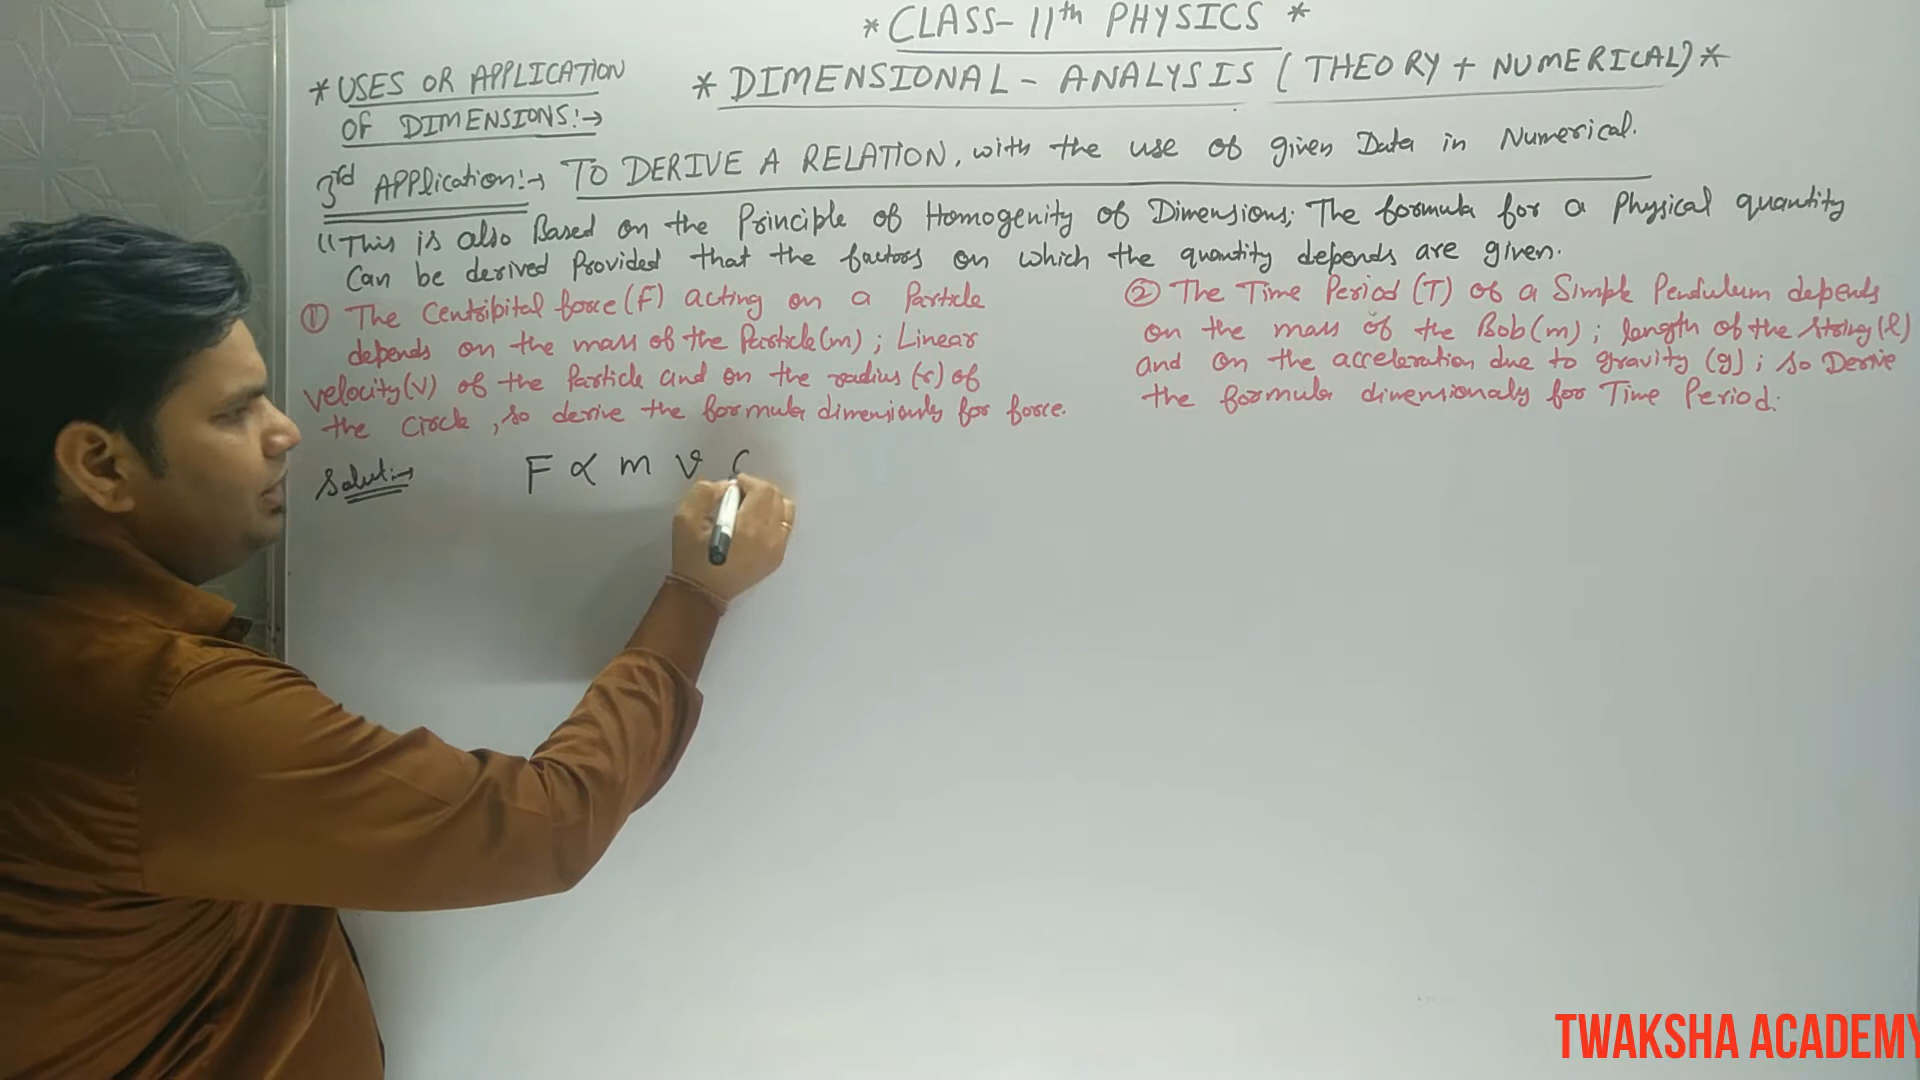 * CLASS- 11th PHYSICS *
* DIMENSIONAL - ANALYSIS (THEORY + NUMERICAL) *
* USES OR APPLICATION
OF DIMENSIONS:→
3rd APPlication:→ TO DERIVE A RELATION, with the use of given Data in Numerical.
"This is also Based on the Principle of Homogenity of Dimensions; The formula for a Physical quantity
Can be derived Provided that the factors on which the quantity depends are given.
① The Centripital force (F) acting on a Particle
depends on the mass of the Particle (m) ; Linear
velocity (v) of the Particle and on the radius (r) of
the Circle , so derive the formula dimensionly for force.
② The Time Period (T) of a Simple Pendulum depends
on the mass of the Bob (m) ; length of the string (l)
and on the acceleration due to gravity (g) ; so Derive
the formula dimensionaly for Time Period.
Solut:→ F ∝ m v
TWAKSHA ACADEMY